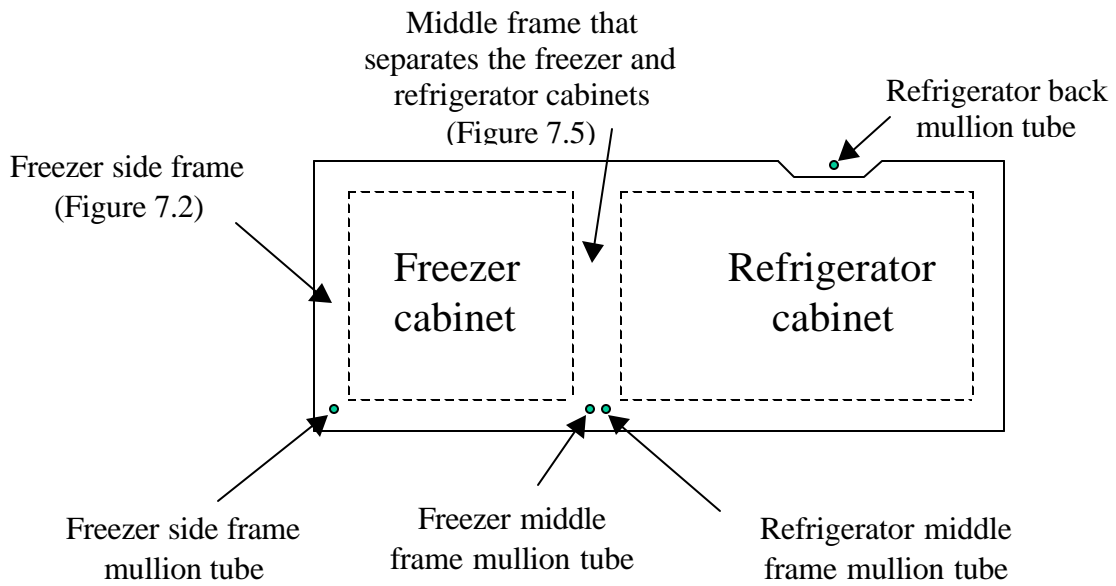 Middle frame that
separates the freezer and
refrigerator cabinets
(Figure 7.5)
Refrigerator back
mullion tube
Freezer side frame
(Figure 7.2)
Freezer
cabinet
Refrigerator
cabinet
Freezer side frame
mullion tube
Freezer middle
frame mullion tube
Refrigerator middle
frame mullion tube